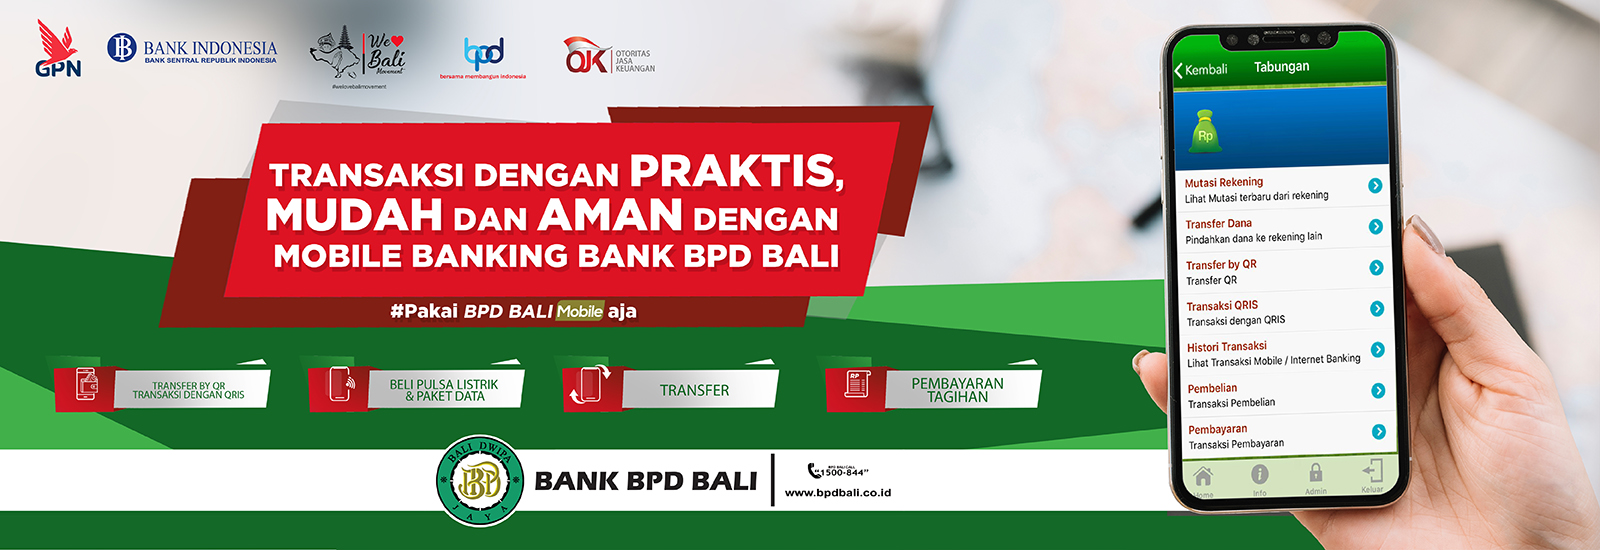 GPN
BANK INDONESIA
BANK SENTRAL REPUBLIK INDONESIA
We
Bali
Movement
#welovebalimovement
bpd
bersama membangun indonesia
OJK
OTORITAS
JASA
KEUANGAN
TRANSAKSI DENGAN PRAKTIS,
MUDAH DAN AMAN DENGAN
MOBILE BANKING BANK BPD BALI
#Pakai BPD BALI Mobile aja
TRANSFER BY QR
TRANSAKSI DENGAN QRIS
BELI PULSA LISTRIK
& PAKET DATA
TRANSFER
RP
PEMBAYARAN
TAGIHAN
BALI DWIPA
BPD
JAYA
BANK BPD BALI
BPD BALI CALL
"1500-844"
www.bpdbali.co.id
Kembali
Tabungan
Rp
Mutasi Rekening
Lihat Mutasi terbaru dari rekening
Transfer Dana
Pindahkan dana ke rekening lain
Transfer by QR
Transfer QR
Transaksi QRIS
Transaksi dengan QRIS
Histori Transaksi
Lihat Transaksi Mobile / Internet Banking
Pembelian
Transaksi Pembelian
Pembayaran
Transaksi Pembayaran
Home
Info
Admin
Keluar